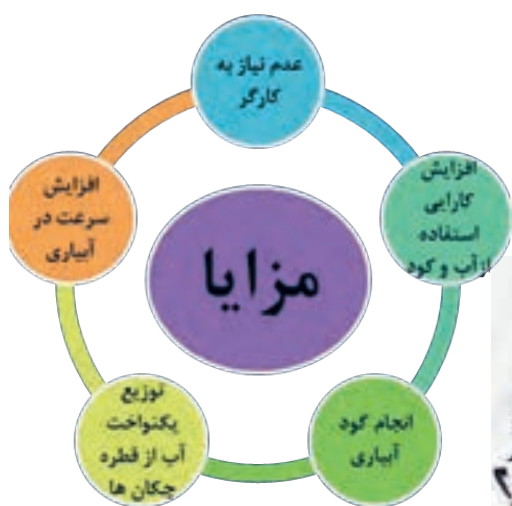 عدم نیاز به
کارگر
افزایش
کارایی
استفاده
از آب و کود
انجام کود
آبیاری
توزیع
یکنواخت
آب از قطره
چکان ها
افزایش
سرعت در
آبیاری
مزایا